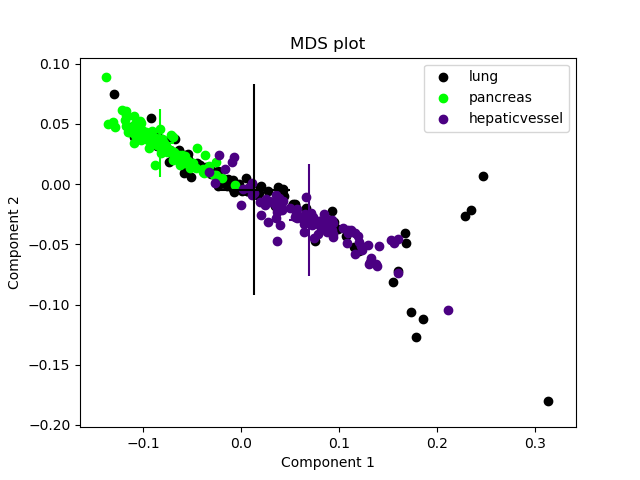 MDS plot
lung
pancreas
hepaticvessel
0.10
0.05
0.00
−0.05
−0.10
−0.15
−0.20
Component 2
−0.1
0.0
0.1
0.2
0.3
Component 1